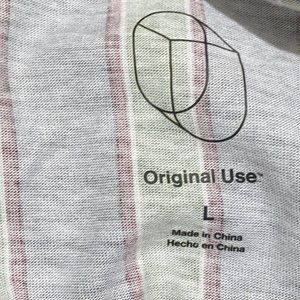 Original Use™
L
Made in China
Hecho en China